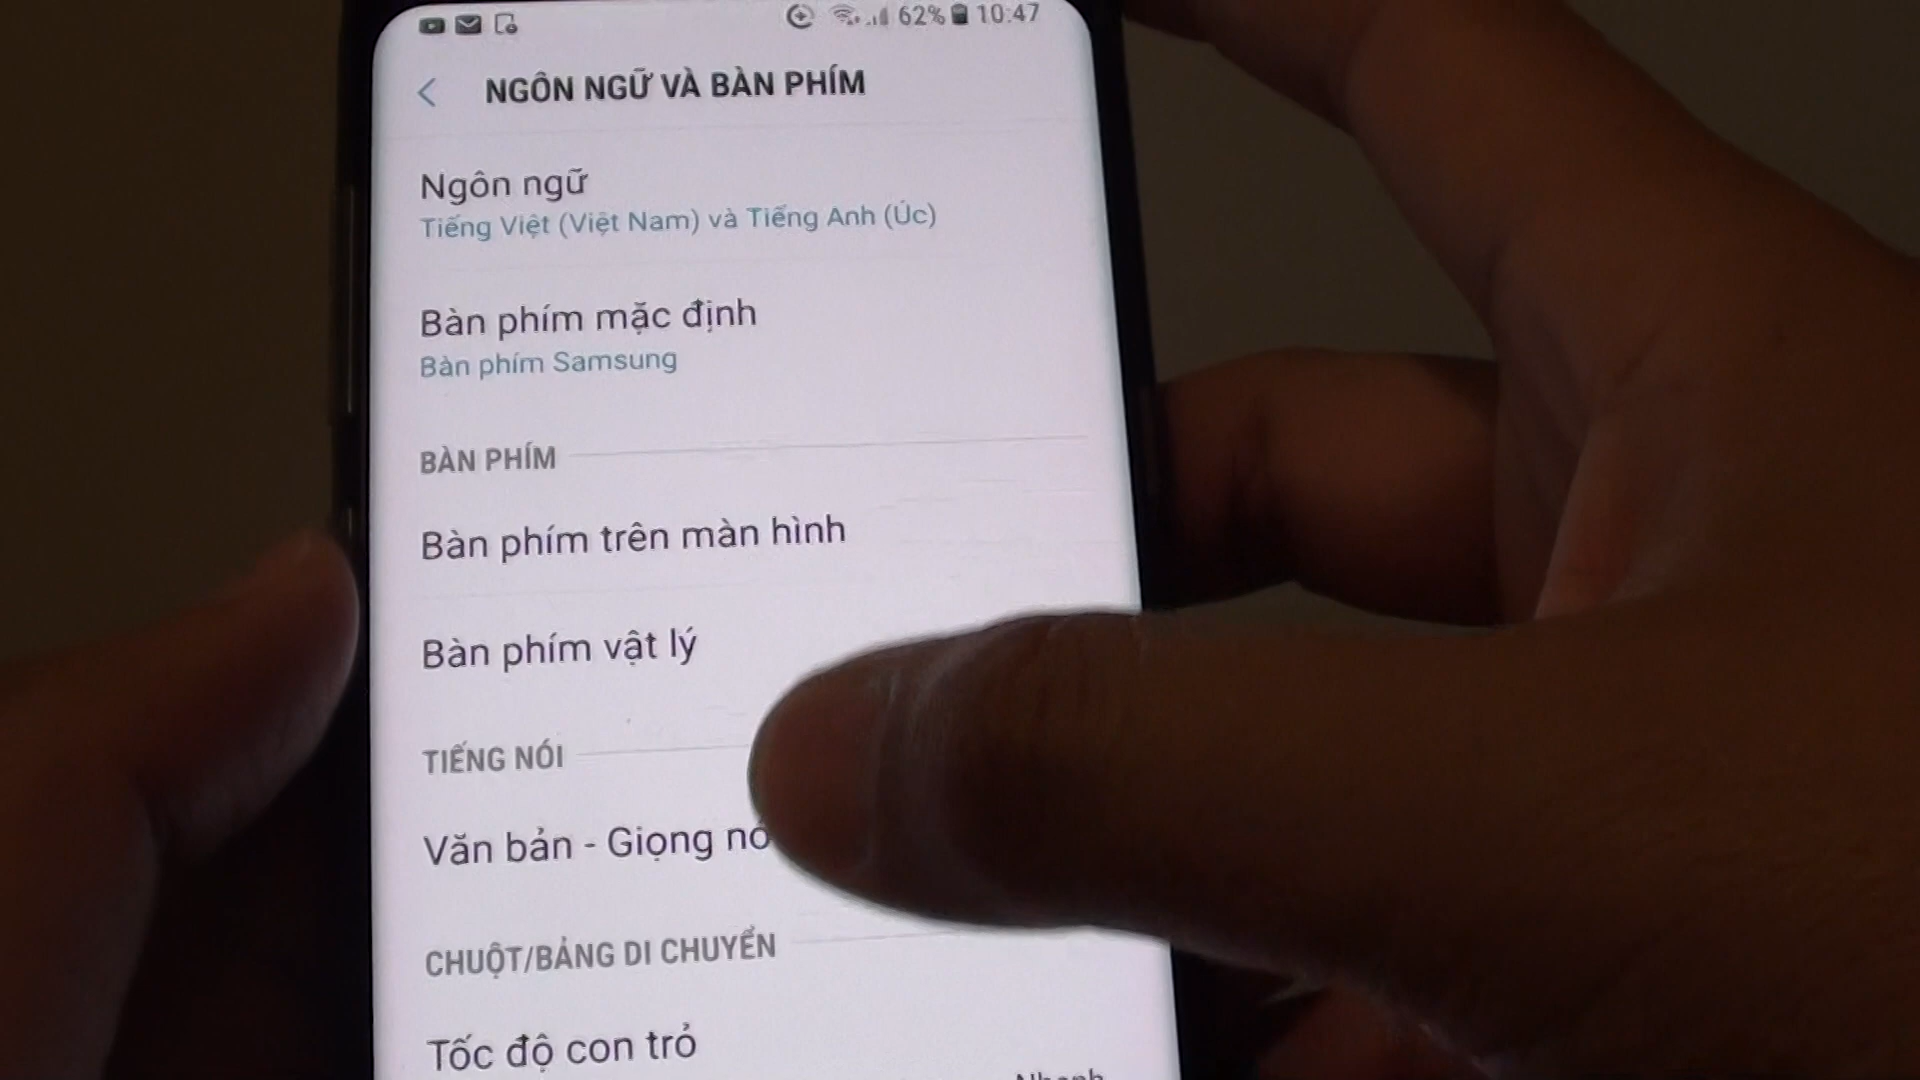 62% 10:47
NGÔN NGỮ VÀ BÀN PHÍM
Ngôn ngữ
Tiếng Việt (Việt Nam) và Tiếng Anh (Úc)
Bàn phím mặc định
Bàn phím Samsung
BÀN PHÍM
Bàn phím trên màn hình
Bàn phím vật lý
TIẾNG NÓI
Văn bản - Giọng nó
CHUỘT/BẢNG DI CHUYỂN
Tốc độ con trỏ